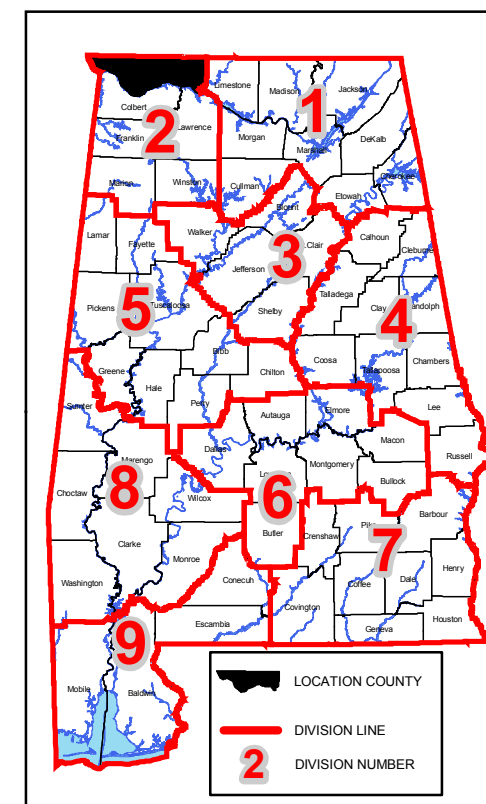 Limestone
Madison
Jackson
1
Colbert
2
Lawrence
Franklin
Morgan
DeKalb
Marion
Winston
Cullman
Cherokee
Etowah
Blount
Lamar
Fayette
Walker
3
Calhoun
Cleburne
Jefferson
Talladega
5
Pickens
Tuscaloosa
Shelby
Clay
4
Randolph
Bibb
Chilton
Coosa
Tallapoosa
Chambers
Greene
Hale
Perry
Sumter
Autauga
Elmore
Lee
Dallas
Macon
Russell
Marengo
Montgomery
8
Choctaw
Wilcox
6
Bullock
Barbour
Butler
Crenshaw
7
Clarke
Monroe
Coffee
Dale
Henry
Washington
Conecuh
Covington
Geneva
Houston
Escambia
9
Mobile
Baldwin
LOCATION COUNTY
DIVISION LINE
2 DIVISION NUMBER